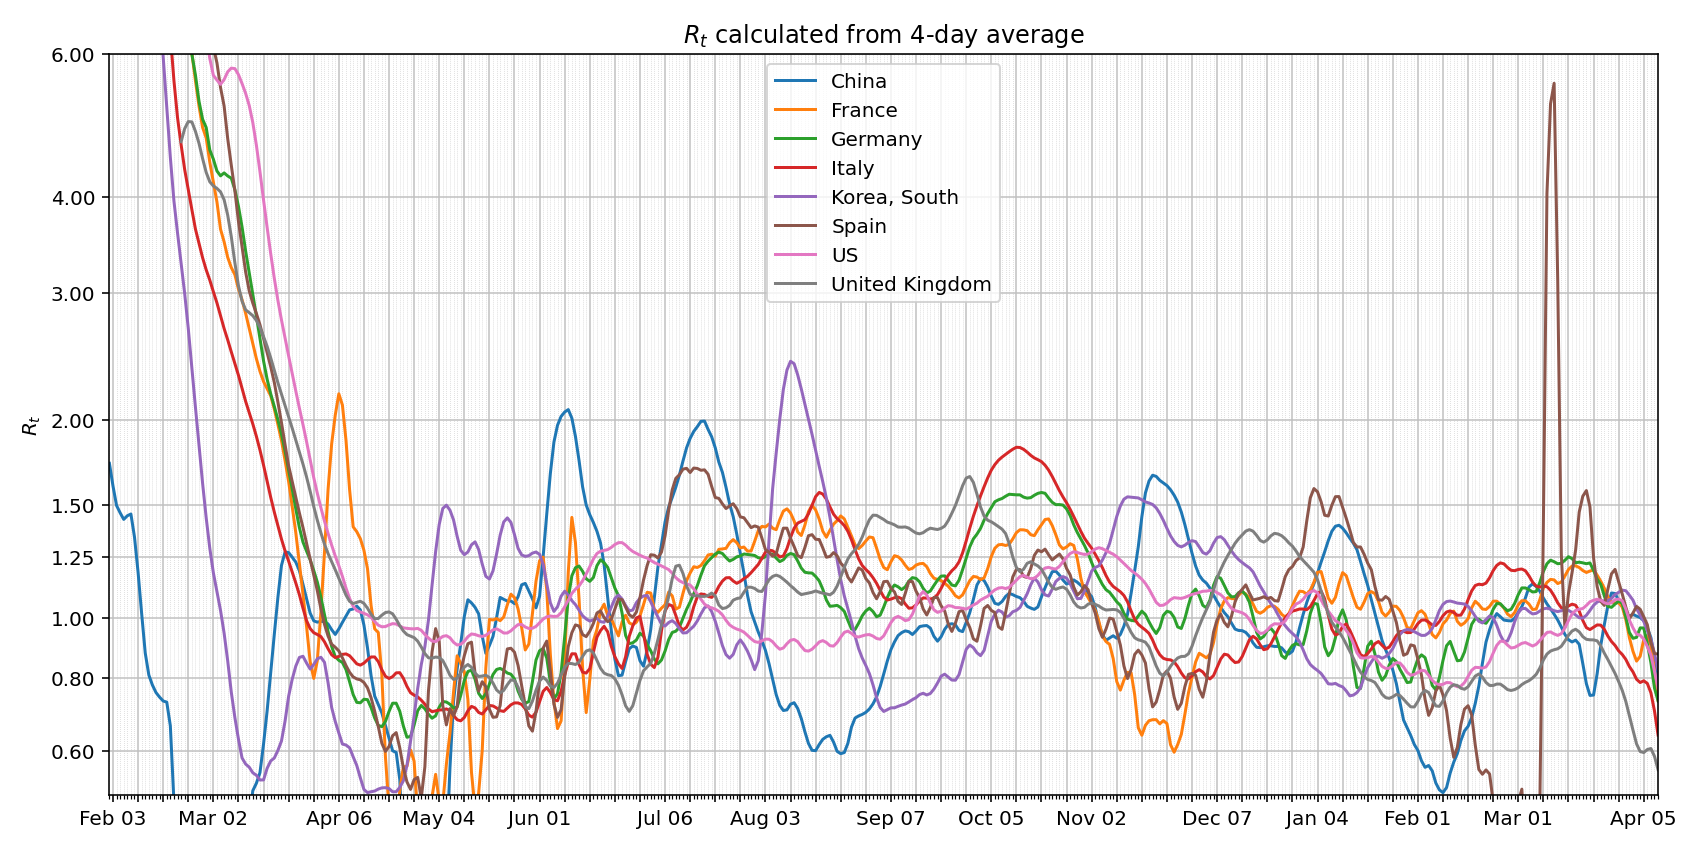 Rt calculated from 4-day average
6.00
4.00
3.00
2.00
1.50
1.25
1.00
0.80
0.60
Rt
China
France
Germany
Italy
Korea, South
Spain
US
United Kingdom
Feb 03 Mar 02 Apr 06 May 04 Jun 01 Jul 06 Aug 03 Sep 07 Oct 05 Nov 02 Dec 07 Jan 04 Feb 01 Mar 01 Apr 05